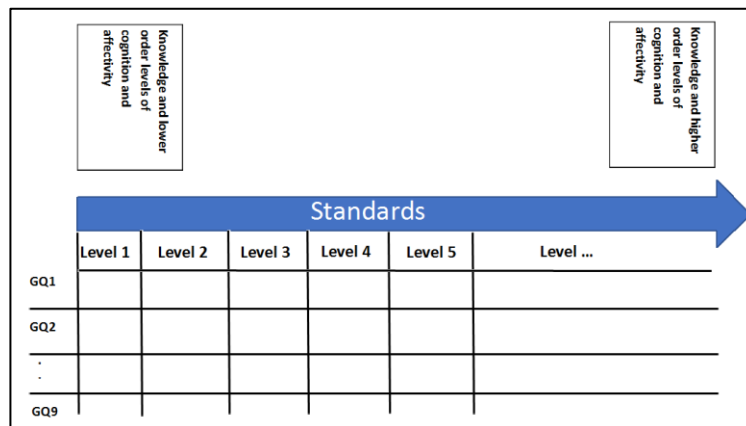 Knowledge and lower
order levels of
cognition and
affectivity
Knowledge and higher
order levels of
cognition and
affectivity
Standards
Level 1 Level 2 Level 3 Level 4 Level 5 Level ...
GQ1
GQ2
.
.
GQ9